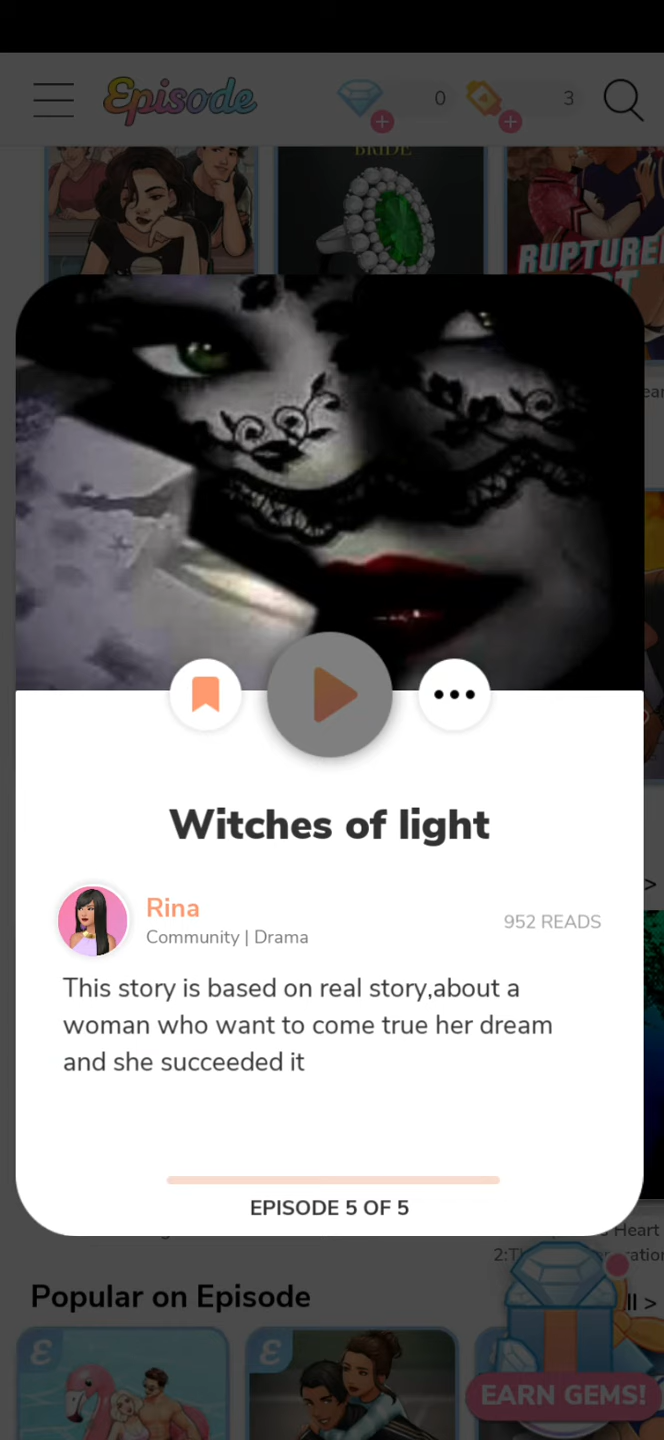 Episode
0
3
BRIDE
RUPTURE
Witches of light
Rina
Community | Drama
952 READS
This story is based on real story,about a
woman who want to come true her dream
and she succeeded it
EPISODE 5 OF 5
Heart
2:
Popular on Episode
>
EARN GEMS!